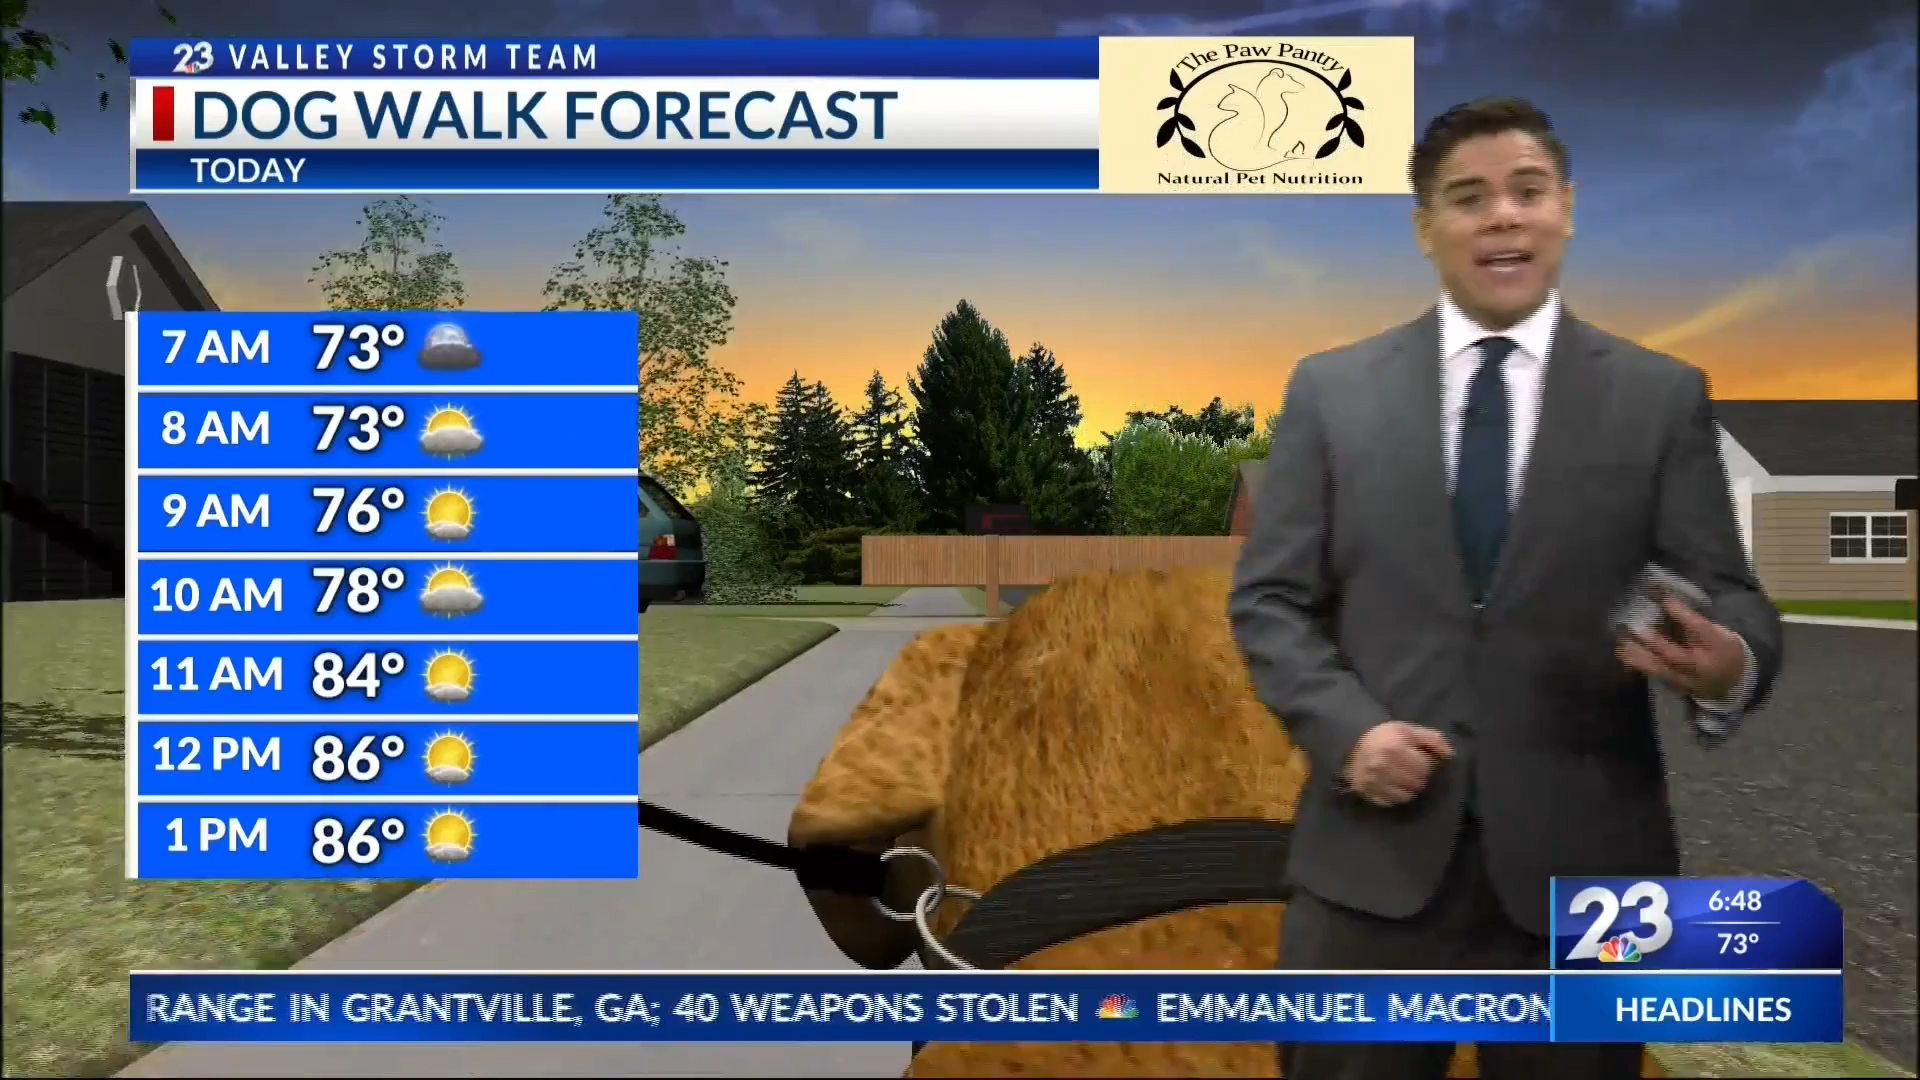 23 VALLEY STORM TEAM
DOG WALK FORECAST
TODAY
The Paw Pantry
Natural Pet Nutrition
7 AM 73°
8 AM 73°
9 AM 76°
10 AM 78°
11 AM 84°
12 PM 86°
1 PM 86°
23 6:48
73°
RANGE IN GRANTVILLE, GA; 40 WEAPONS STOLEN EMMANUEL MACRON
HEADLINES